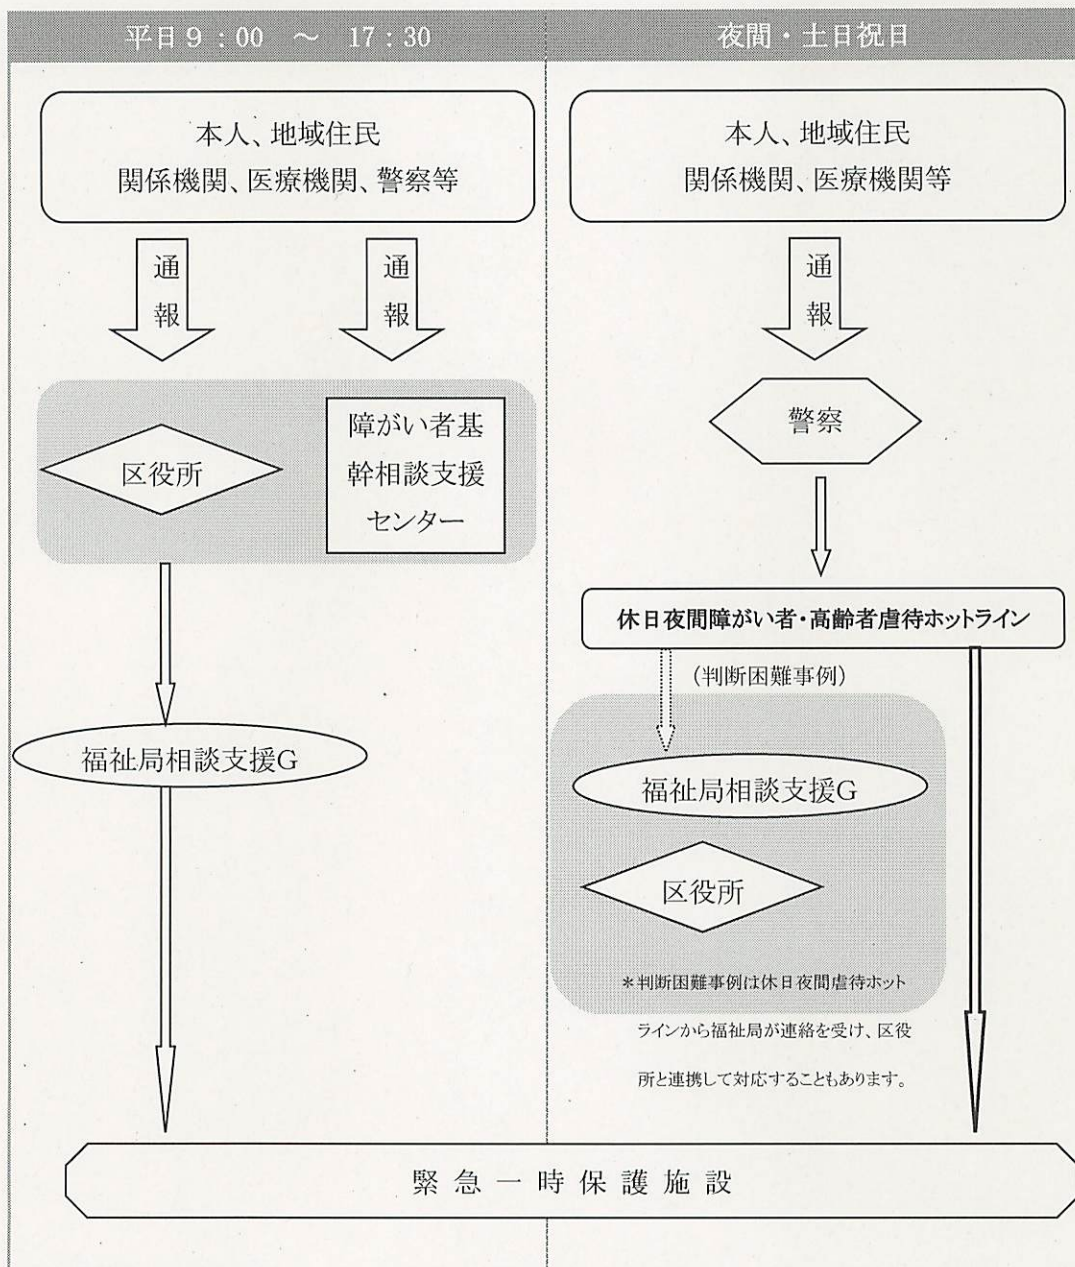 平日9:00 ～ 17:30
夜間・土日祝日
本人、地域住民
関係機関、医療機関、警察等
通
報
通
報
区役所
障がい者基
幹相談支援
センター
福祉局相談支援G
本人、地域住民
関係機関、医療機関等
通
報
警察
休日夜間障がい者・高齢者虐待ホットライン
(判断困難事例)
福祉局相談支援G
区役所
＊判断困難事例は休日夜間虐待ホット
ラインから福祉局が連絡を受け、区役
所と連携して対応することもあります。
緊急一時保護施設